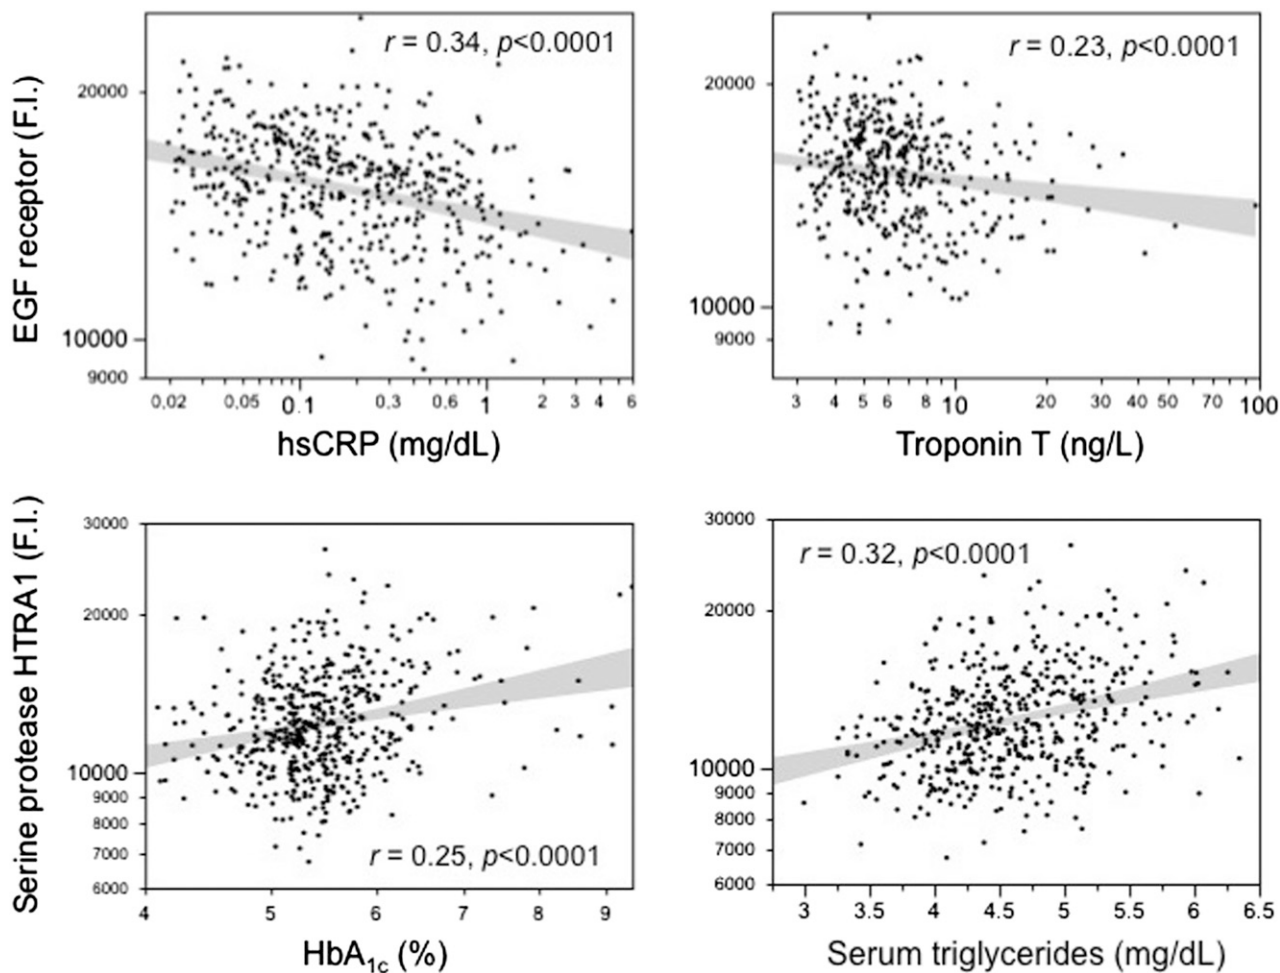 EGF receptor (F.I.)
r = 0.34, p<0.0001
20000
10000
9000
0.02 0.05 0.1 0.3 0.6 1 2 3 4 6
hsCRP (mg/dL)
r = 0.23, p<0.0001
20000
10000
9000
3 4 5 6 8 10 20 30 40 50 70 100
Troponin T (ng/L)
Serine protease HTRA1 (F.I.)
30000
20000
10000
9000
8000
7000
6000
r = 0.25, p<0.0001
4 5 6 7 8 9
HbA1c (%)
30000
r = 0.32, p<0.0001
20000
10000
9000
8000
7000
6000
3 3.5 4 4.5 5 5.5 6 6.5
Serum triglycerides (mg/dL)